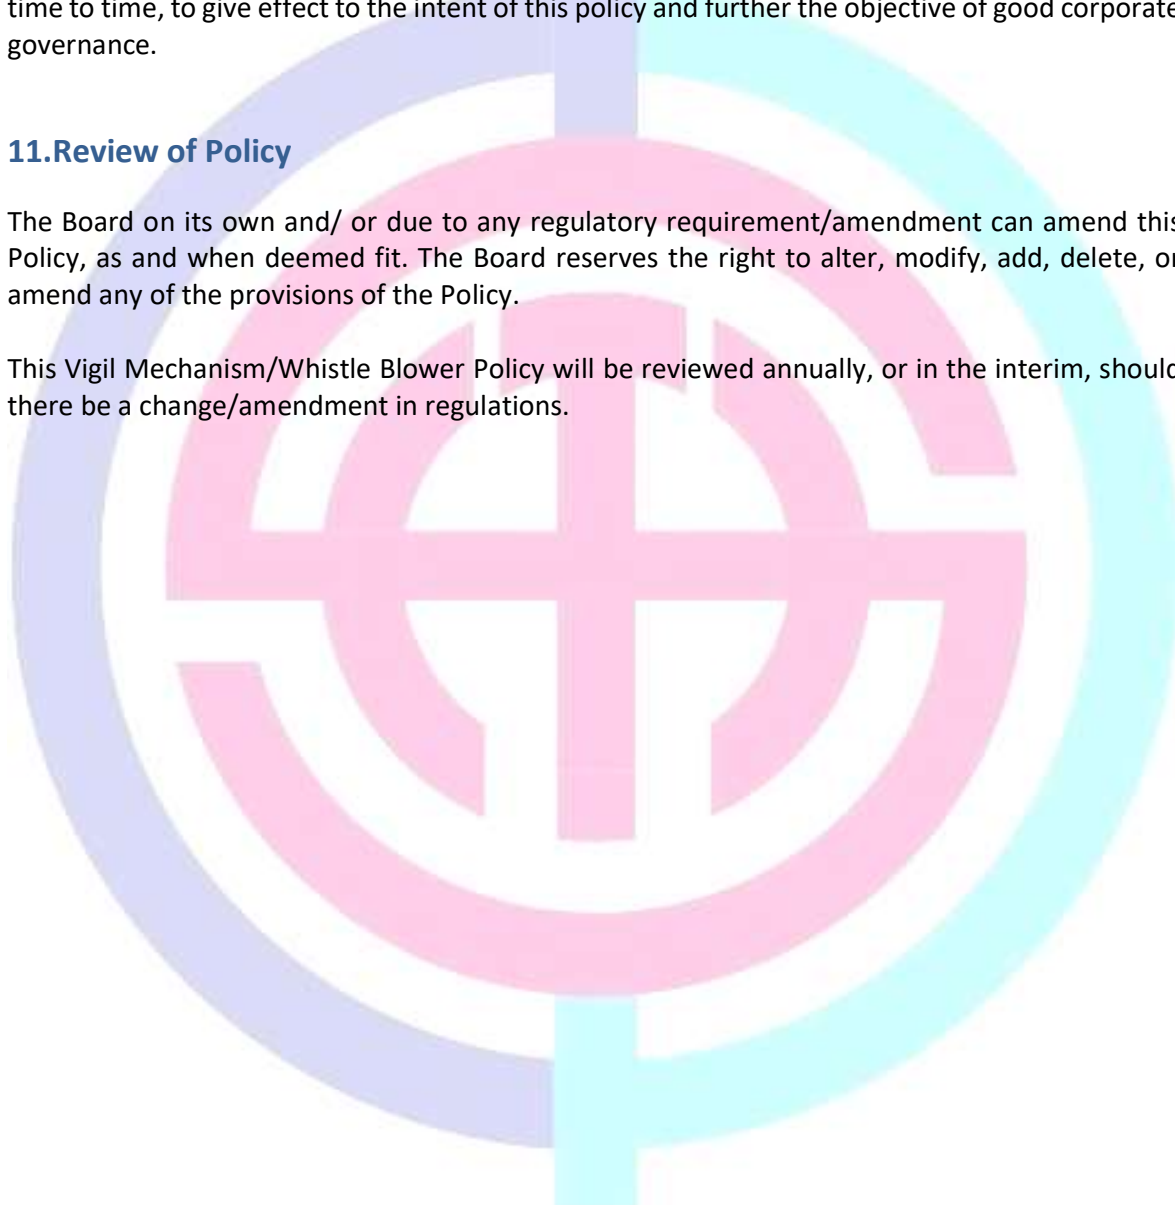 time to time, to give effect to the intent of this policy and further the objective of good corporate
governance.
11.Review of Policy
The Board on its own and/ or due to any regulatory requirement/amendment can amend this
Policy, as and when deemed fit. The Board reserves the right to alter, modify, add, delete, or
amend any of the provisions of the Policy.
This Vigil Mechanism/Whistle Blower Policy will be reviewed annually, or in the interim, should
there be a change/amendment in regulations.